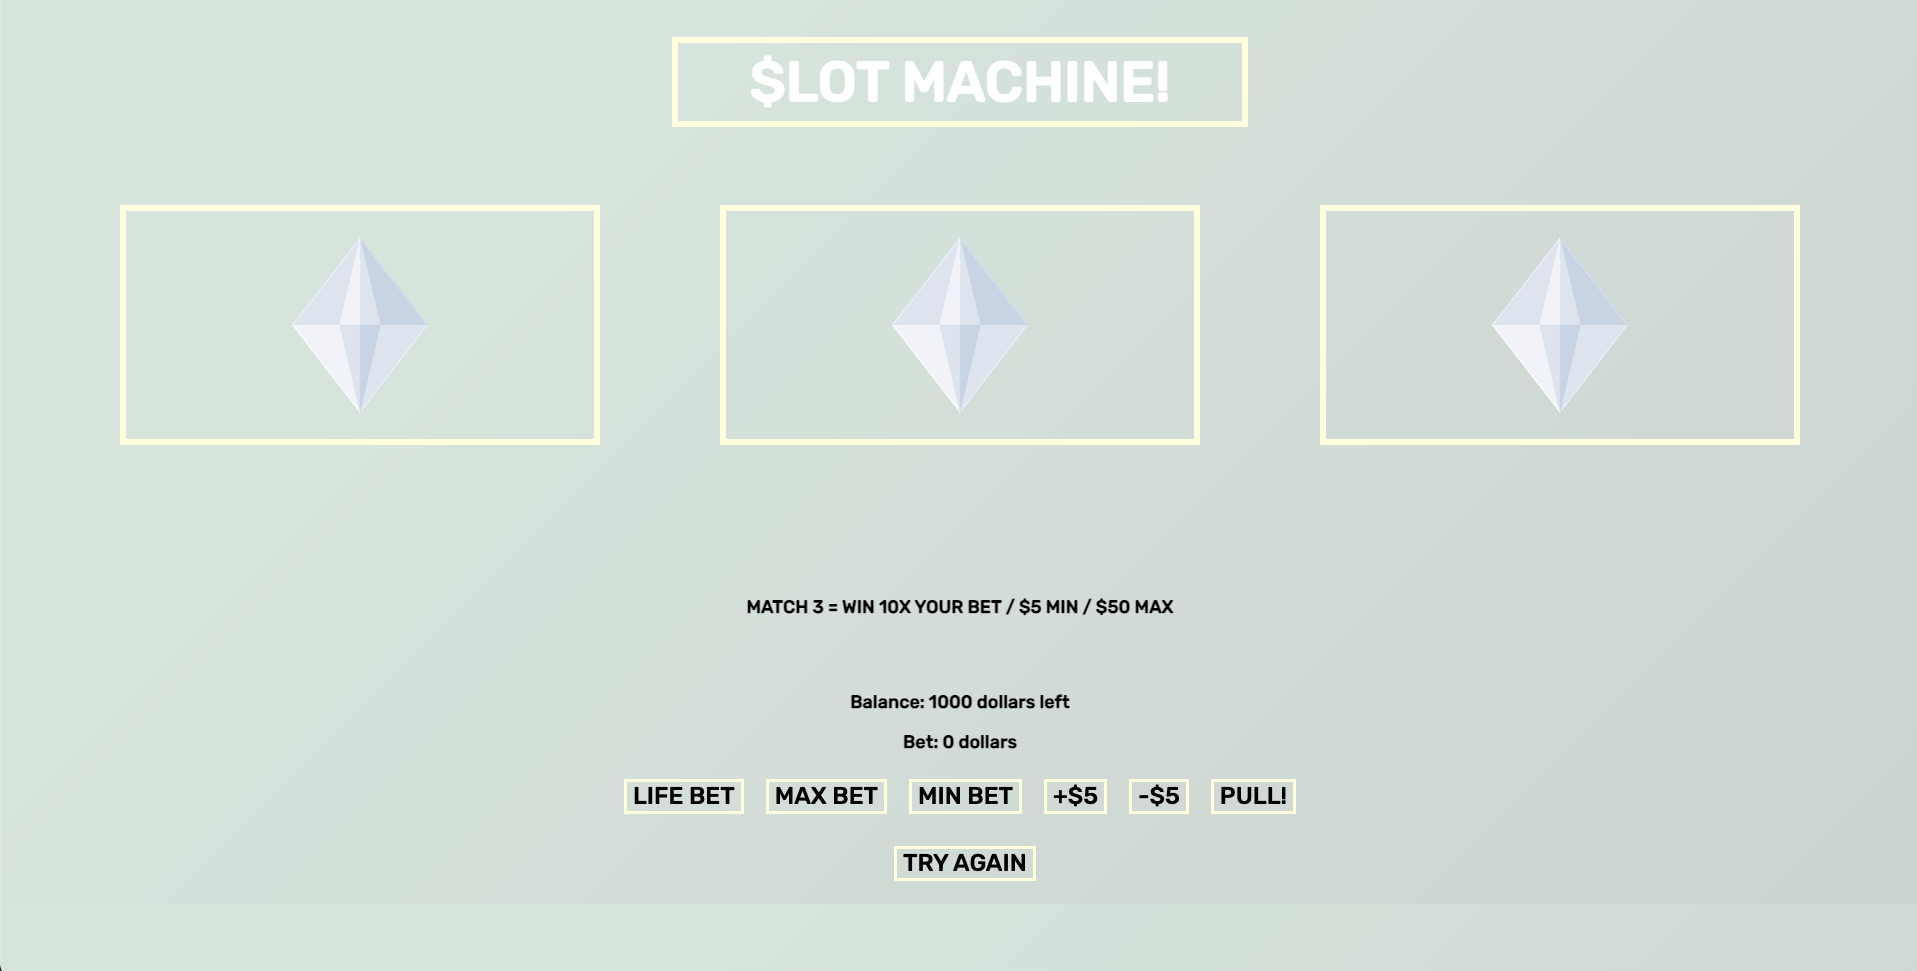 $LOT MACHINE!
MATCH 3 = WIN 10X YOUR BET / $5 MIN / $50 MAX
Balance: 1000 dollars left
Bet: 0 dollars
LIFE BET MAX BET MIN BET +$5 -$5 PULL!
TRY AGAIN